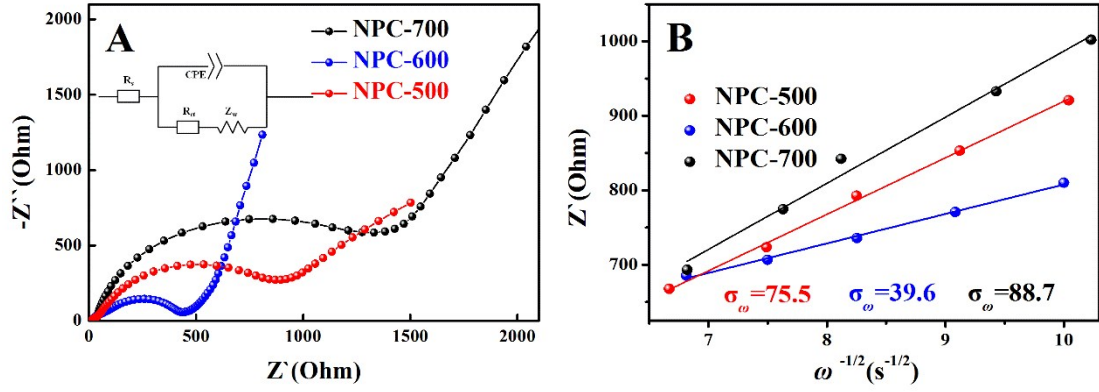 A
NPC-700
NPC-600
NPC-500
CPE
Rs
Rct
Zw
-Z``(Ohm)
2000
1500
1000
500
0
0 500 1000 1500 2000
Z`(Ohm)
B
NPC-500
NPC-600
NPC-700
Z`(Ohm)
1000
900
800
700
σω=75.5 σω=39.6 σω=88.7
7 8 9 10
ω -1/2(s-1/2)